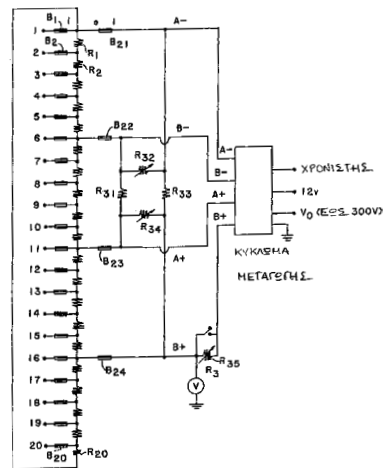 B1 i o i A-
1
B21
B2
R1
2
3
R2
4
5
B22
6
B-
7
R32
8
R31
R33
9
10
R34
11
B23
A+
12
13
14
15
16
B+
B24
17
18
19
20
B20
R20
A-
B-
A+
B+
ΧΡΟΝΙΣΤΗΣ
12v
V0 (ΕΩΣ 300V)
ΚΥΚΛΩΜΑ
ΜΕΤΑΓΩΓΗΣ
R35
R3
V